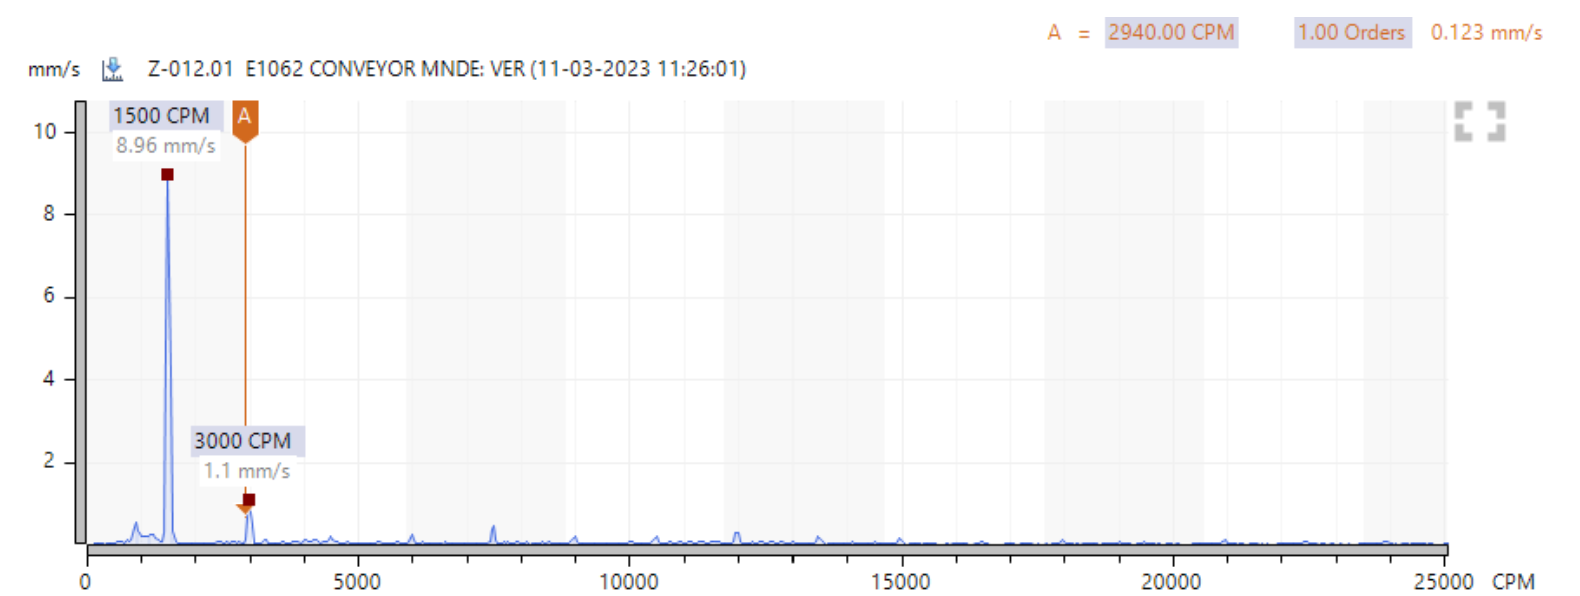 A = 2940.00 CPM 1.00 Orders 0.123 mm/s
mm/s Z-012.01 E1062 CONVEYOR MNDE: VER (11-03-2023 11:26:01)
1500 CPM
A
8.96 mm/s
10
8
6
4
3000 CPM
2
1.1 mm/s
0 5000 10000 15000 20000 25000 CPM